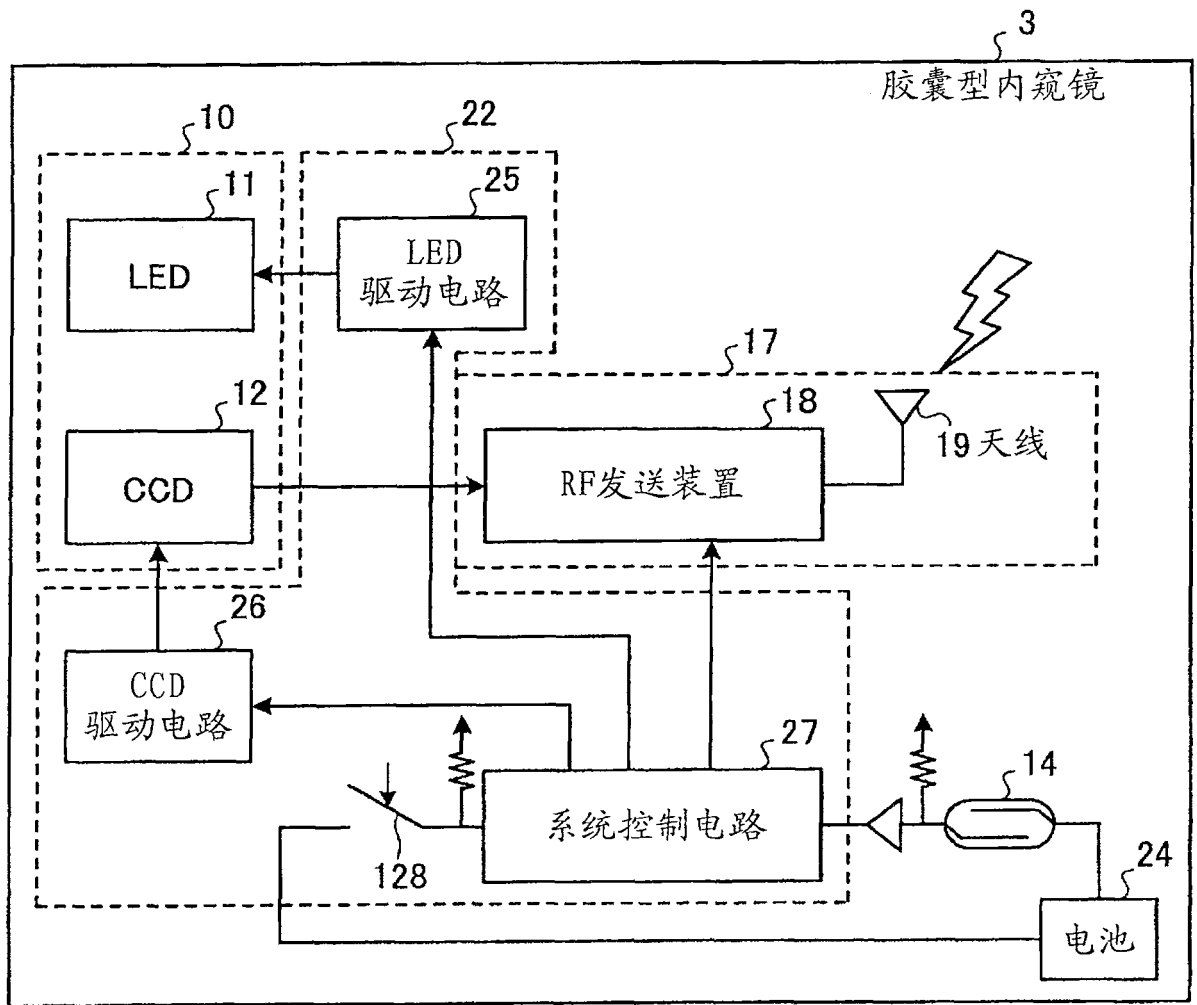 3
胶囊型内窥镜
10
22
11
25
LED
LED
驱动电路
17
12
18
CCD
RF发送装置
19天线
26
CCD
驱动电路
27
14
系统控制电路
128
24
电池